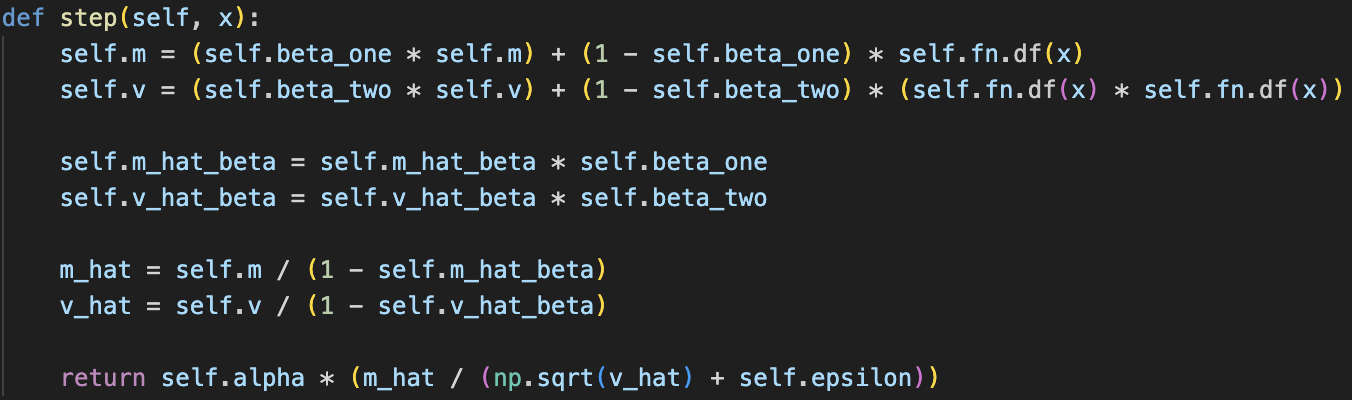 def step(self, x):
    self.m = (self.beta_one * self.m) + (1 - self.beta_one) * self.fn.df(x)
    self.v = (self.beta_two * self.v) + (1 - self.beta_two) * (self.fn.df(x) * self.fn.df(x))
    self.m_hat_beta = self.m_hat_beta * self.beta_one
    self.v_hat_beta = self.v_hat_beta * self.beta_two
    m_hat = self.m / (1 - self.m_hat_beta)
    v_hat = self.v / (1 - self.v_hat_beta)
    return self.alpha * (m_hat / (np.sqrt(v_hat) + self.epsilon))